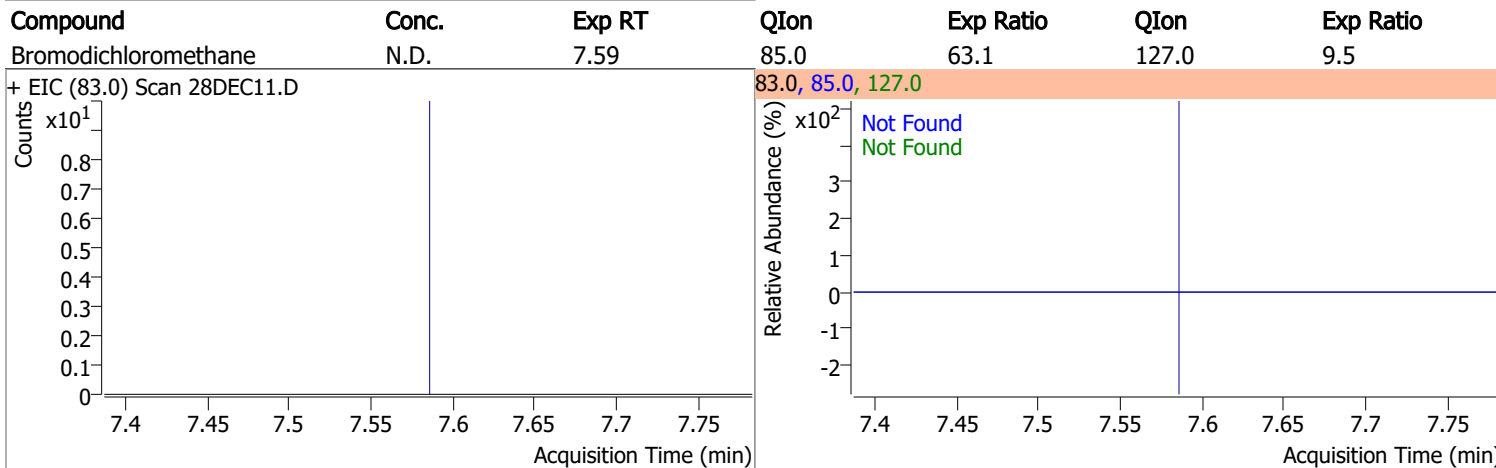 Compound Conc. Exp RT QIon Exp Ratio QIon Exp Ratio
Bromodichloromethane N.D. 7.59 85.0 63.1 127.0 9.5
+ EIC (83.0) Scan 28DEC11.D
Counts
x10¹
0.8
0.7
0.6
0.5
0.4
0.3
0.2
0.1
0
7.4 7.45 7.5 7.55 7.6 7.65 7.7 7.75
Acquisition Time (min)
83.0, 85.0, 127.0
Relative Abundance (%)
x10²
Not Found
Not Found
3
2
1
0
-1
-2
7.4 7.45 7.5 7.55 7.6 7.65 7.7 7.75
Acquisition Time (min)